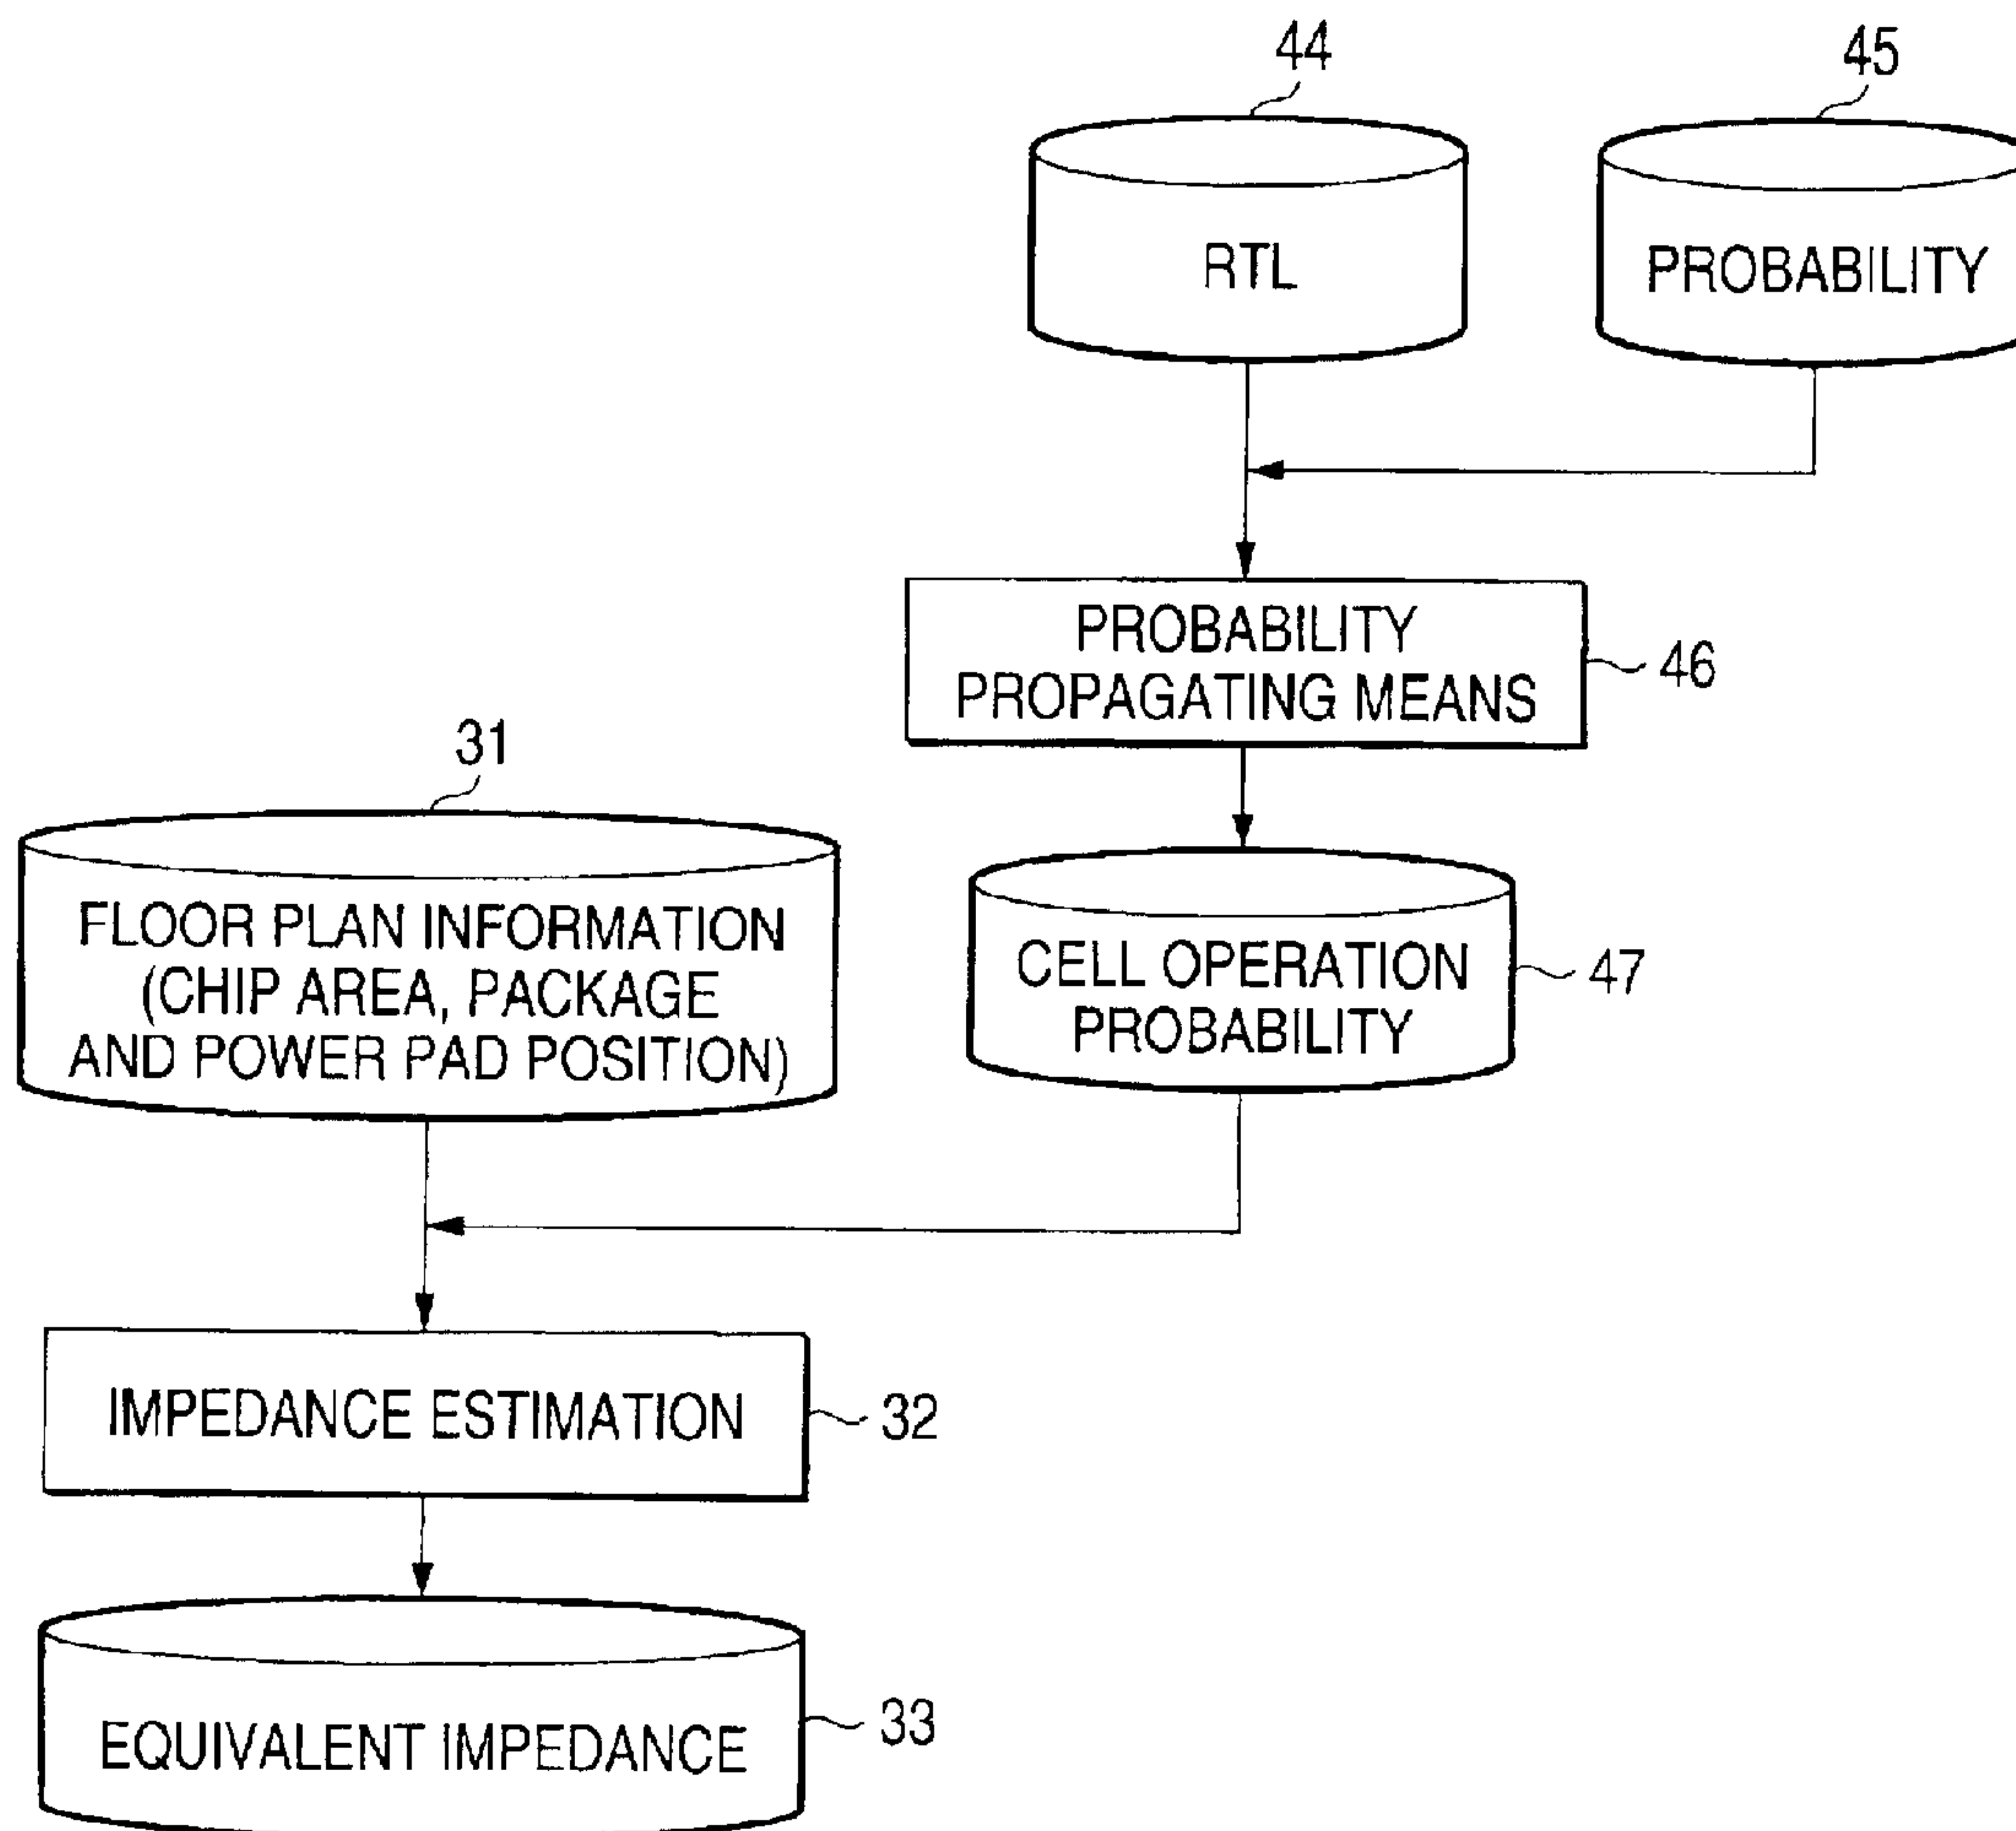 44
45
RTL
PROBABILITY
PROBABILITY
PROPAGATING MEANS
46
31
FLOOR PLAN INFORMATION
(CHIP AREA, PACKAGE
AND POWER PAD POSITION)
CELL OPERATION
PROBABILITY
47
IMPEDANCE ESTIMATION
32
EQUIVALENT IMPEDANCE
33